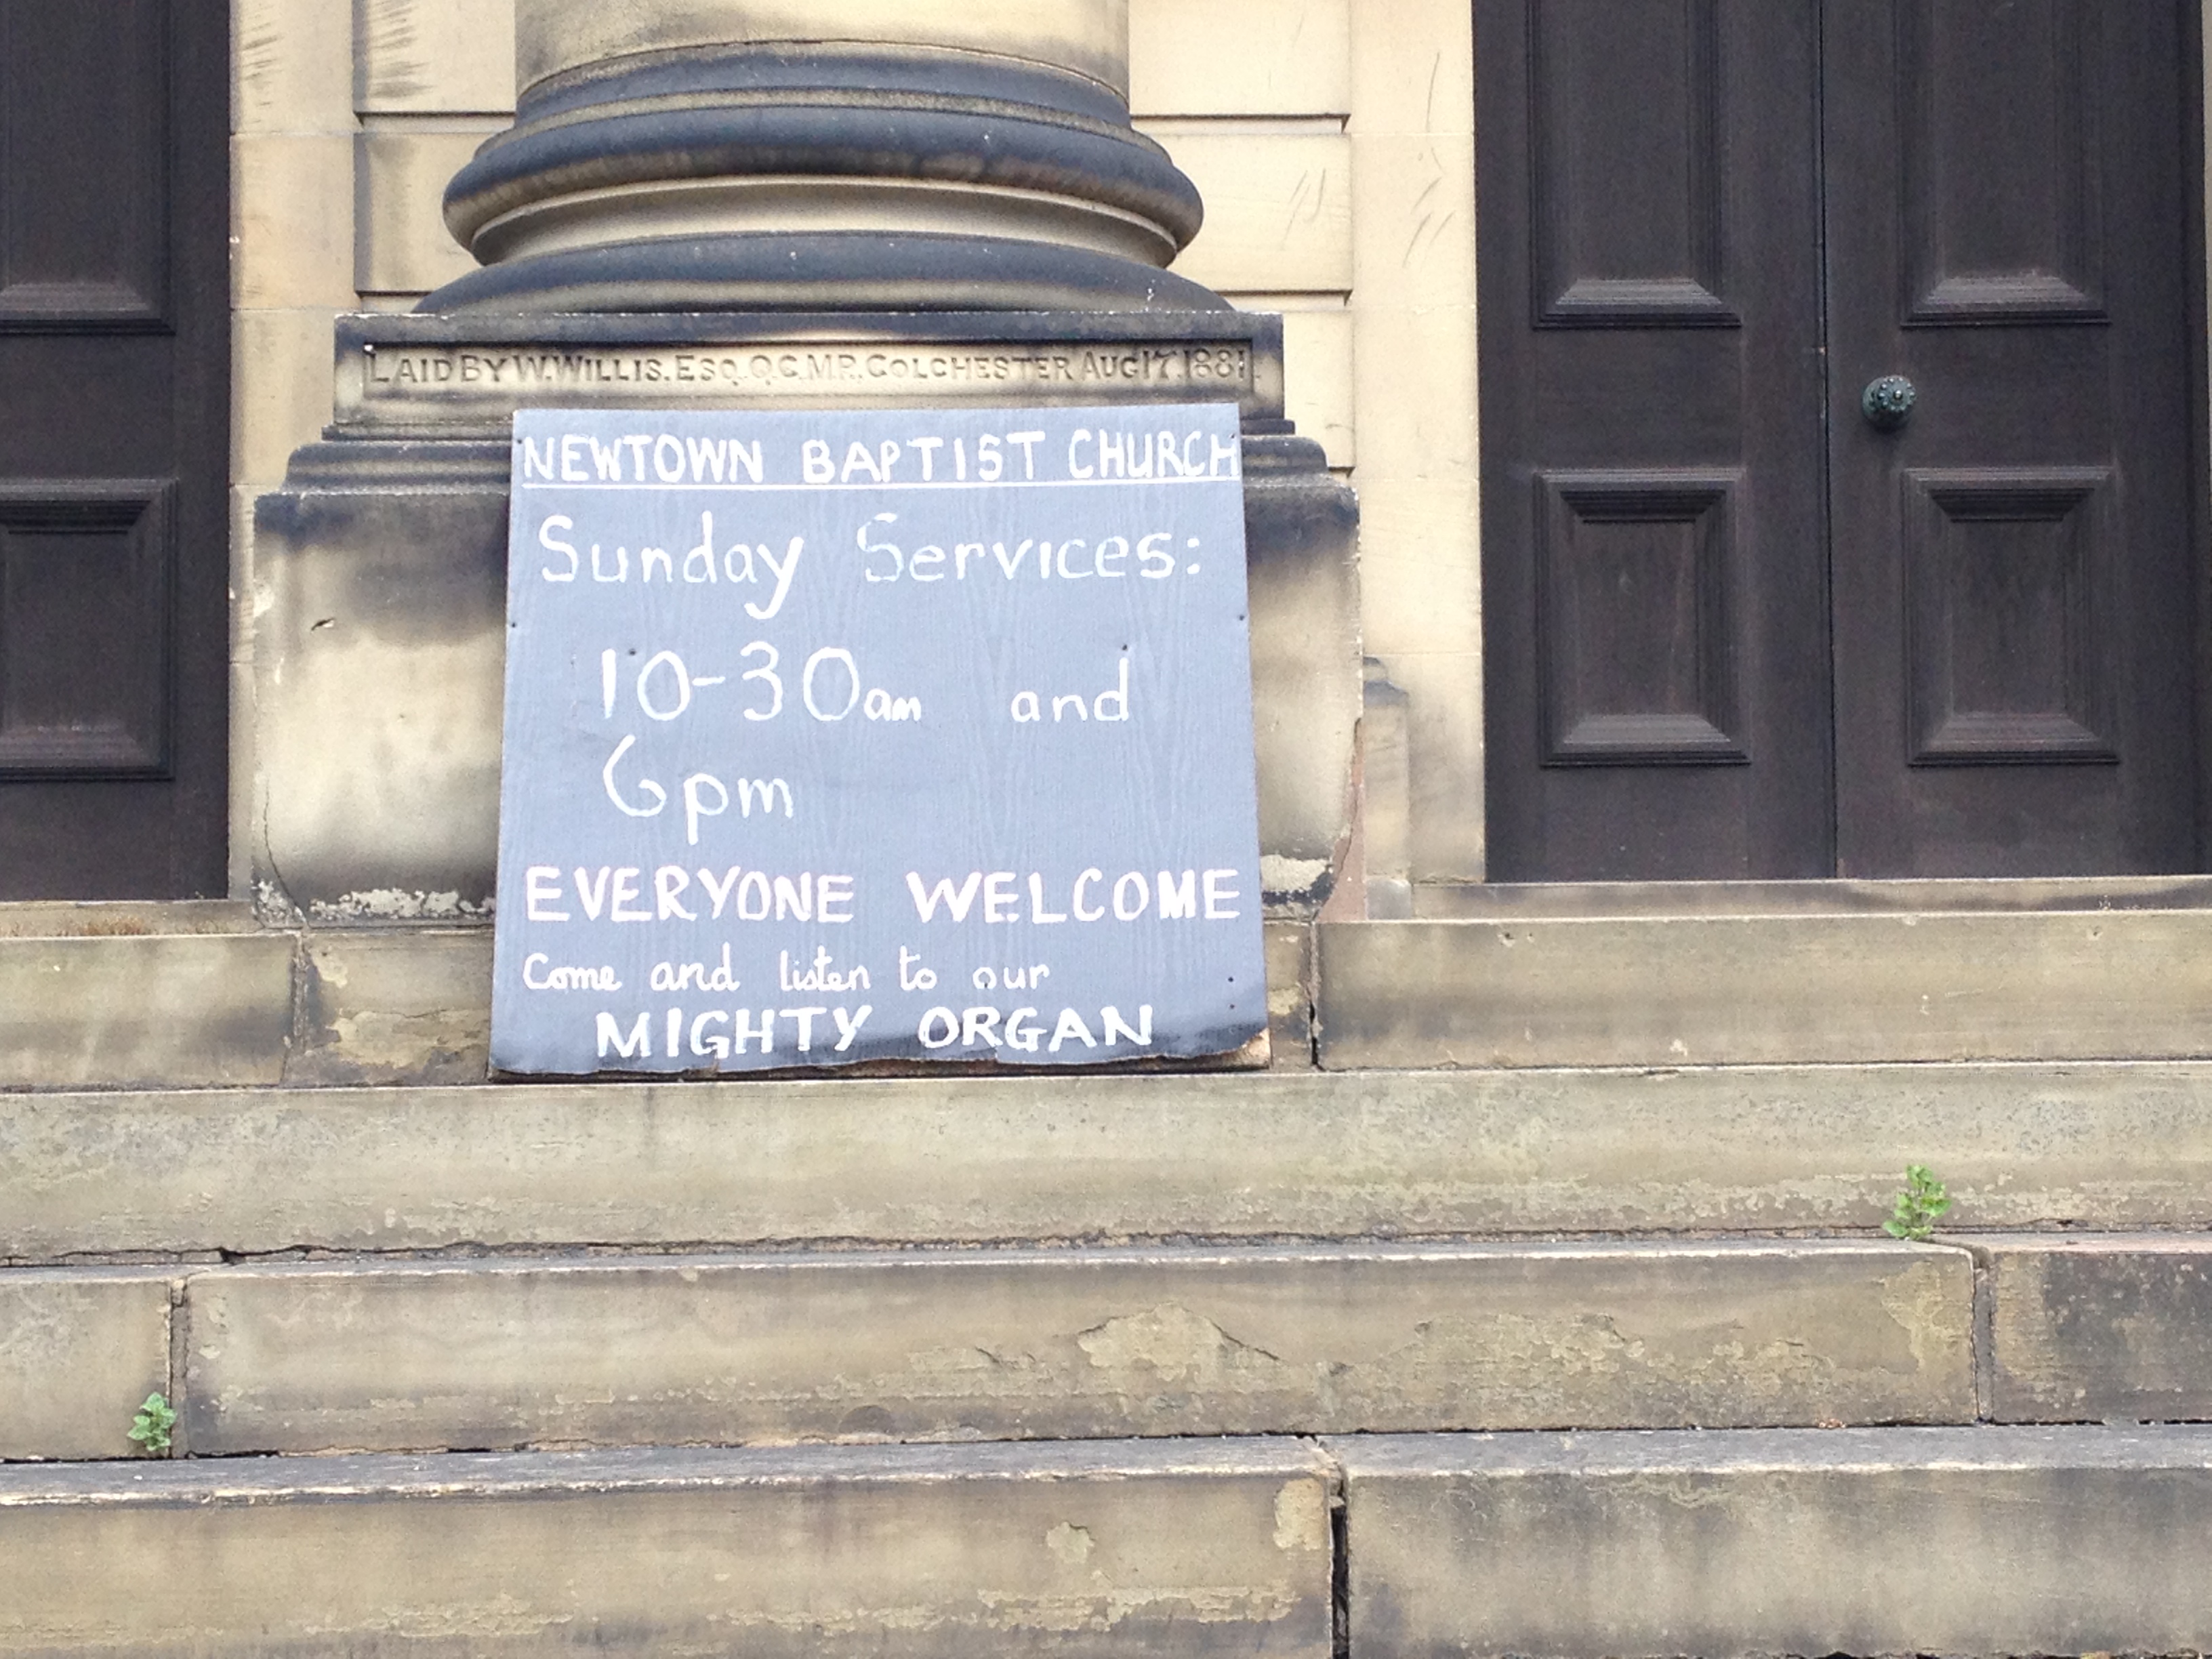 LAID BY W. WILLIS. ESQ. Q.C. M.P. COLCHESTER AUG 17. 1881.
NEWTOWN BAPTIST CHURCH
Sunday Services:
10-30am and
6pm
EVERYONE WELCOME
Come and listen to our
MIGHTY ORGAN